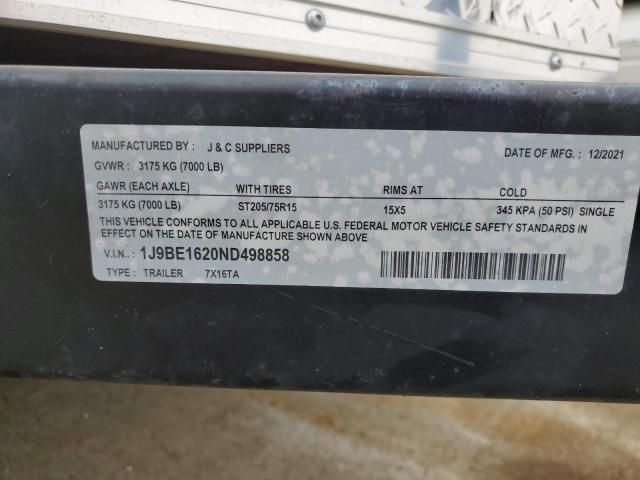 MANUFACTURED BY : J & C SUPPLIERS DATE OF MFG. : 12/2021
GVWR : 3175 KG (7000 LB)
GAWR (EACH AXLE) WITH TIRES RIMS AT COLD
3175 KG (7000 LB) ST205/75R15 15X5 345 KPA (50 PSI) SINGLE
THIS VEHICLE CONFORMS TO ALL APPLICABLE U.S. FEDERAL MOTOR VEHICLE SAFETY STANDARDS IN
EFFECT ON THE DATE OF MANUFACTURE SHOWN ABOVE
V.I.N.. : 1J9BE1620ND498858
TYPE : TRAILER 7X16TA